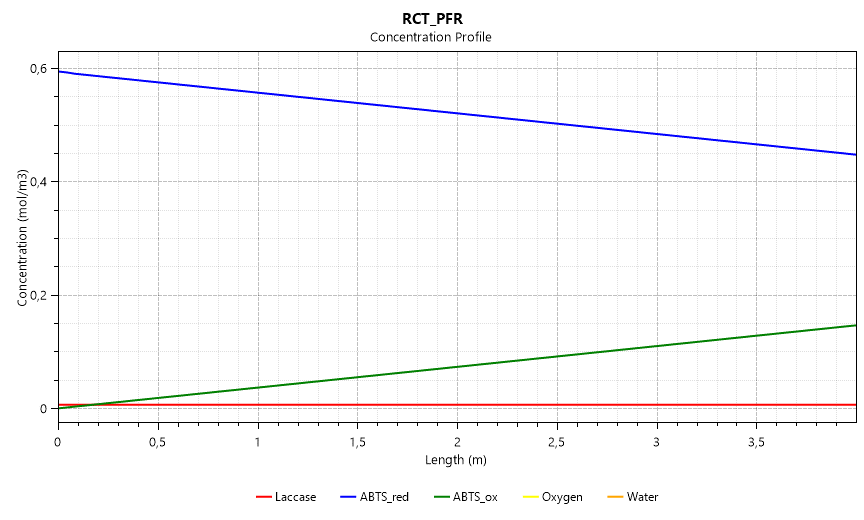 RCT_PFR
Concentration Profile
Concentration (mol/m3)
0,6
0,4
0,2
0
0 0,5 1 1,5 2 2,5 3 3,5
Length (m)
Laccase ABTS_red ABTS_ox Oxygen Water